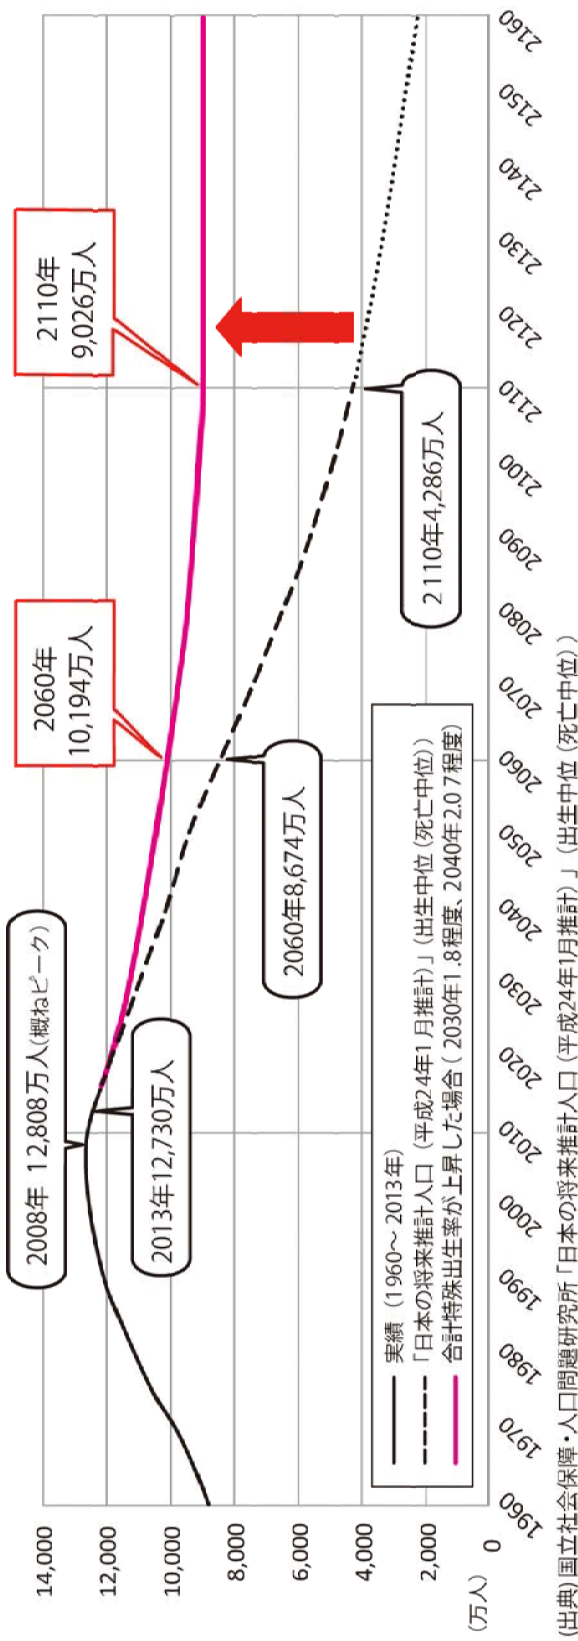 14,000
12,000
10,000
8,000
6,000
4,000
2,000
0
(万人)
1960
1970
1980
1990
2000
2010
2020
2030
2040
2050
2060
2070
2080
2090
2100
2110
2120
2130
2140
2150
2160
2008年 12,808万人(概ねピーク)
2013年12,730万人
2060年
10,194万人
2060年8,674万人
2110年
9,026万人
2110年4,286万人
実績(1960~2013年)
「日本の将来推計人口(平成24年1月推計)」(出生中位(死亡中位))
合計特殊出生率が上昇した場合(2030年1.8程度、2040年2.07程度)
(出典)国立社会保障・人口問題研究所「日本の将来推計人口(平成24年1月推計)」(出生中位(死亡中位))